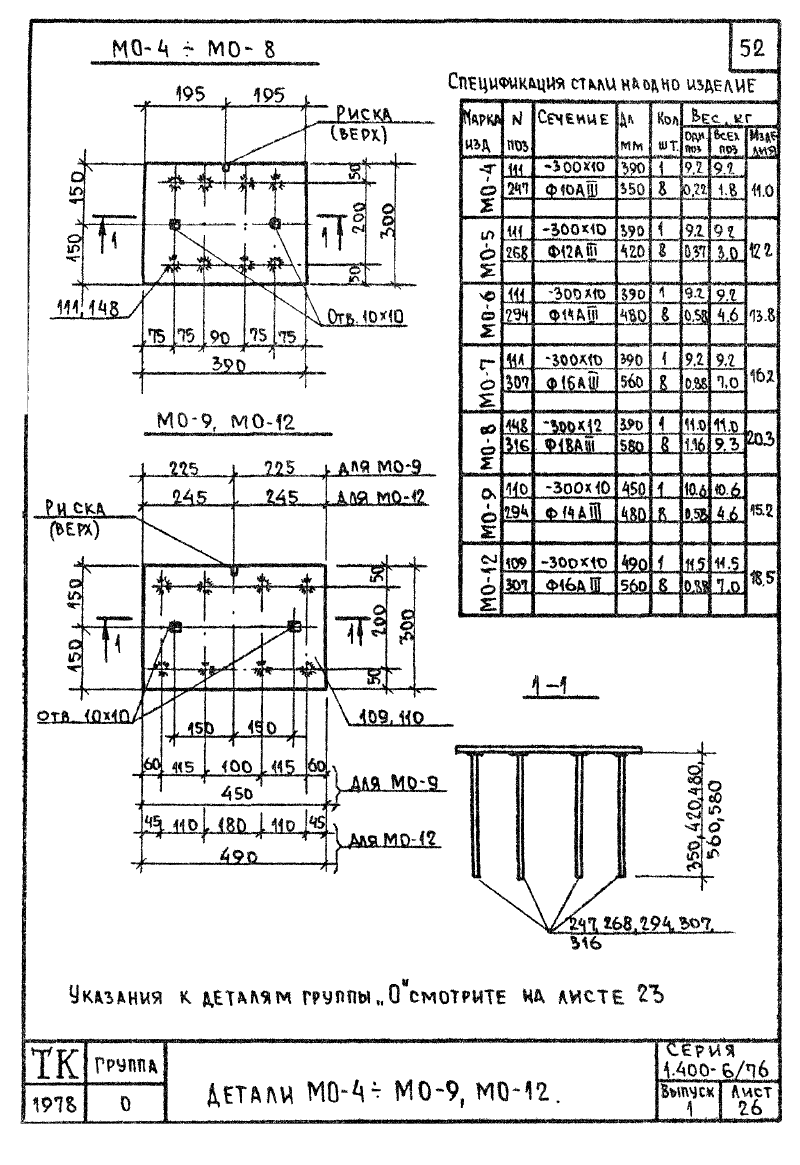 МО-4 ÷ МО-8
52
Спецификация стали на одно изделие
195 195
Риска
(верх)
150
150
50
200
50
300
1 1
111, 148
Отв. 10×10
75 75 90 75 75
390
Марка изд
N поз
Сечение
Дл мм
Кол шт.
Вес, кг
Одн. поз
Всех поз
Изделия
МО-4
111 -300×10 390 1 9.2 9.2
247 Ф10АIII 350 8 0,22 1.8
11.0
МО-5
111 -300×10 390 1 9.2 9.2
268 Ф12АIII 420 8 0.37 3.0
12.2
МО-6
111 -300×10 390 1 9.2 9.2
294 Ф14АIII 480 8 0.58 4.6
13.8
МО-7
111 -300×10 390 1 9.2 9.2
307 Ф16АIII 560 8 0.88 7.0
16.2
МО-8
148 -300×12 390 1 11.0 11.0
316 Ф18АIII 580 8 1.16 9.3
20.3
МО-9
110 -300×10 450 1 10.6 10.6
294 Ф14АIII 480 8 0.58 4.6
15.2
МО-12
109 -300×10 490 1 11.5 11.5
307 Ф16АIII 560 8 0.88 7.0
18.5
МО-9, МО-12
225 225 для МО-9
245 245 для МО-12
Риска
(верх)
150
150
50
200
50
300
1 1
отв. 10×10
109, 110
150 150
60 115 100 115 60
450
Для МО-9
45 110 180 110 45
490
Для МО-12
1-1
350, 420, 480,
560, 580
247, 268, 294, 307,
316
Указания к деталям группы „О“ смотрите на листе 23
ТК
Группа
1978
О
Детали МО-4 ÷ МО-9, МО-12.
Серия
1.400-6/76
Выпуск
1
Лист
26